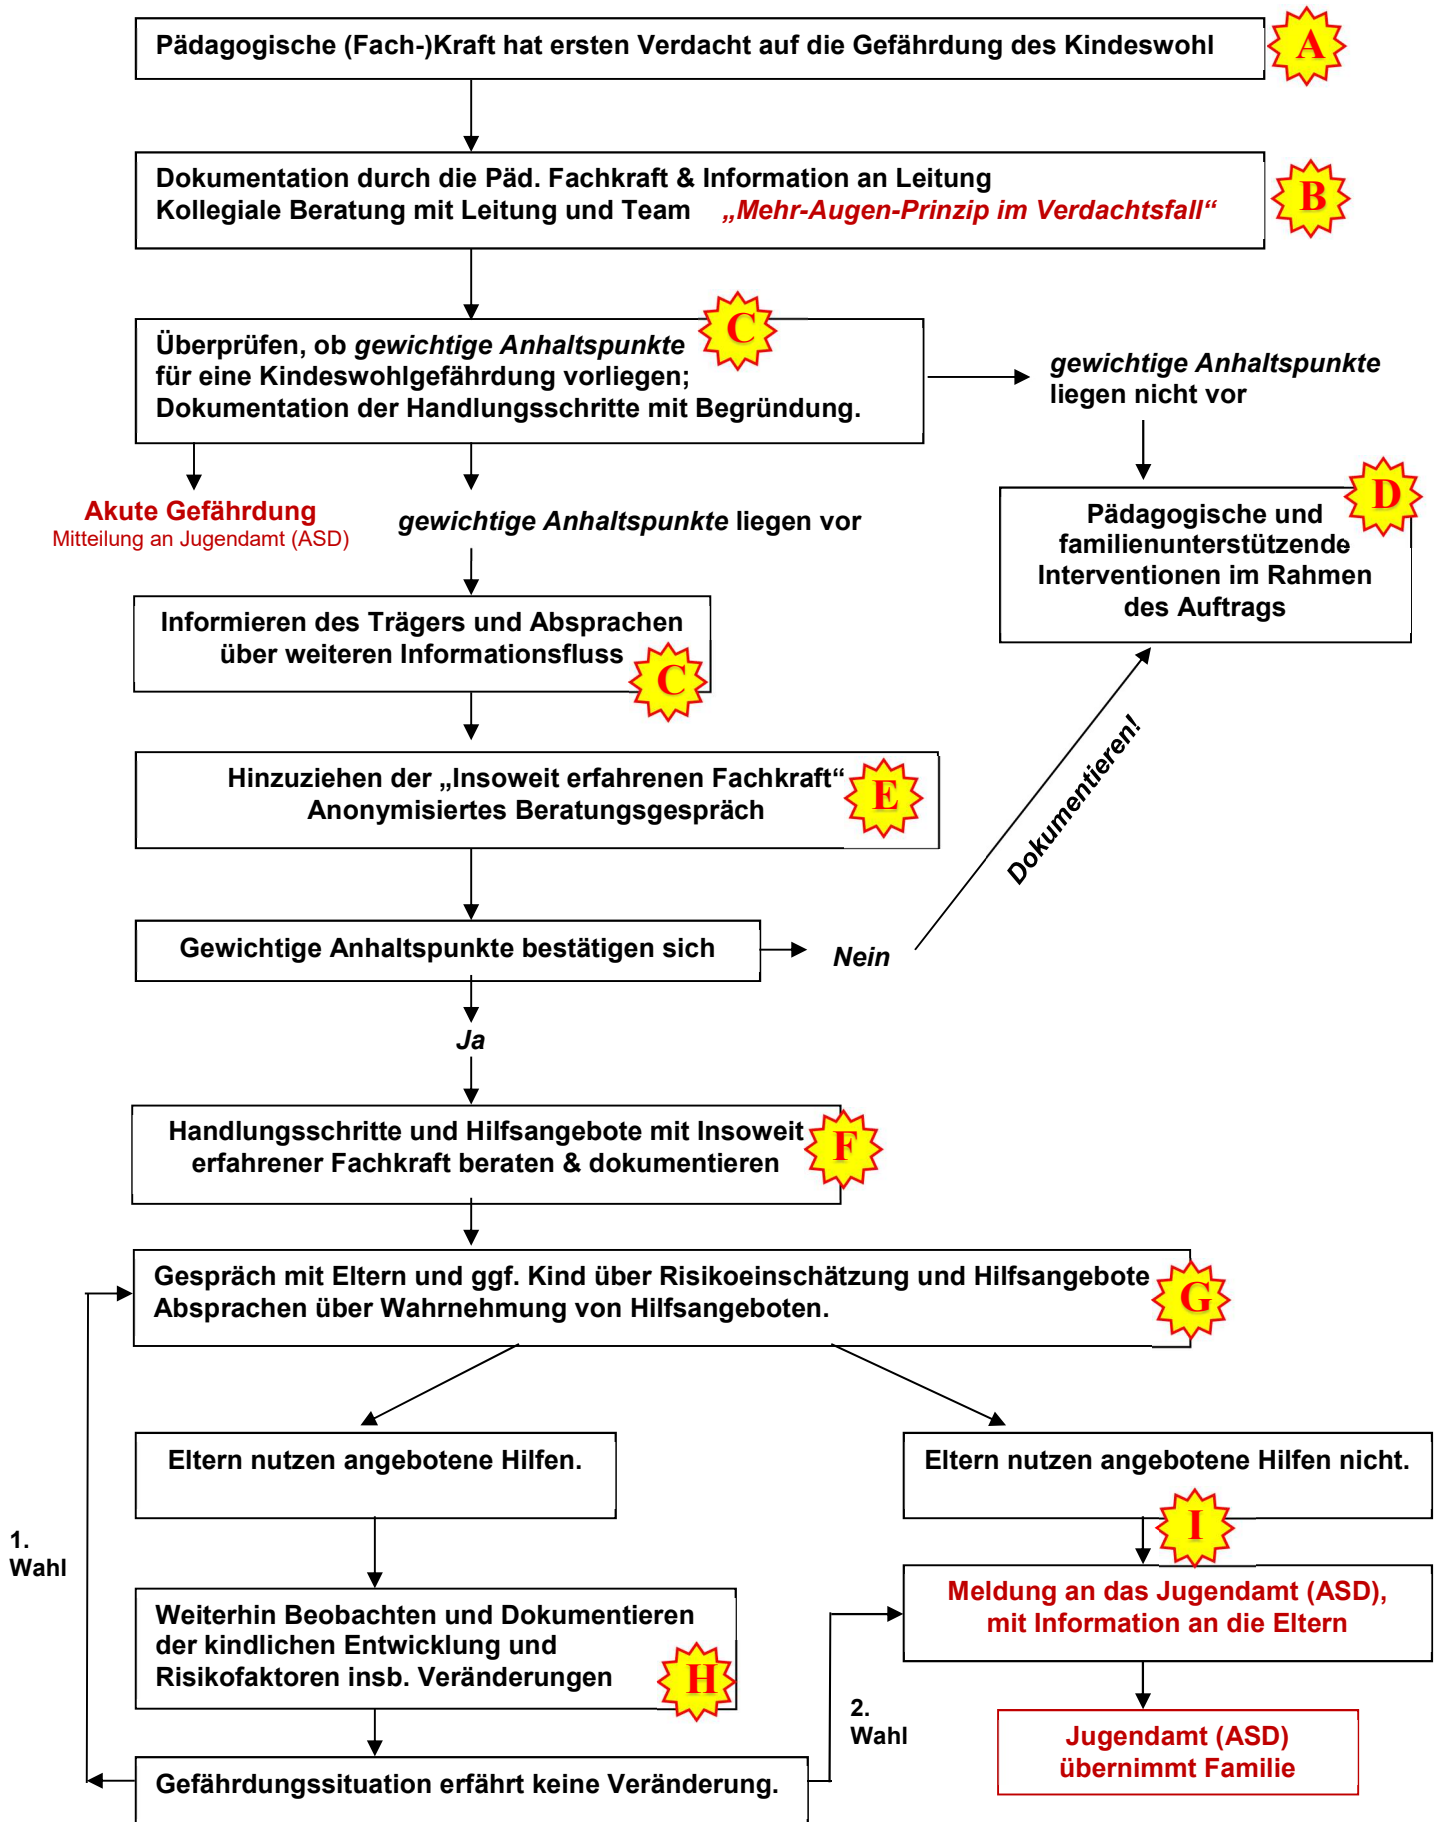 Pädagogische (Fach-)Kraft hat ersten Verdacht auf die Gefährdung des Kindeswohl
A
Dokumentation durch die Päd. Fachkraft & Information an Leitung
Kollegiale Beratung mit Leitung und Team „Mehr-Augen-Prinzip im Verdachtsfall“
B
C
Überprüfen, ob gewichtige Anhaltspunkte
für eine Kindeswohlgefährdung vorliegen;
Dokumentation der Handlungsschritte mit Begründung.
gewichtige Anhaltspunkte
liegen nicht vor
Akute Gefährdung
Mitteilung an Jugendamt (ASD)
gewichtige Anhaltspunkte liegen vor
D
Pädagogische und
familienunterstützende
Interventionen im Rahmen
des Auftrags
Informieren des Trägers und Absprachen
über weiteren Informationsfluss
C
Hinzuziehen der „Insoweit erfahrenen Fachkraft“
Anonymisiertes Beratungsgespräch
E
Dokumentieren!
Gewichtige Anhaltspunkte bestätigen sich
Nein
Ja
Handlungsschritte und Hilfsangebote mit Insoweit
erfahrener Fachkraft beraten & dokumentieren
F
Gespräch mit Eltern und ggf. Kind über Risikoeinschätzung und Hilfsangebote
Absprachen über Wahrnehmung von Hilfsangeboten.
G
Eltern nutzen angebotene Hilfen.
Eltern nutzen angebotene Hilfen nicht.
I
1.
Wahl
Weiterhin Beobachten und Dokumentieren
der kindlichen Entwicklung und
Risikofaktoren insb. Veränderungen
H
Meldung an das Jugendamt (ASD),
mit Information an die Eltern
2.
Wahl
Jugendamt (ASD)
übernimmt Familie
Gefährdungssituation erfährt keine Veränderung.